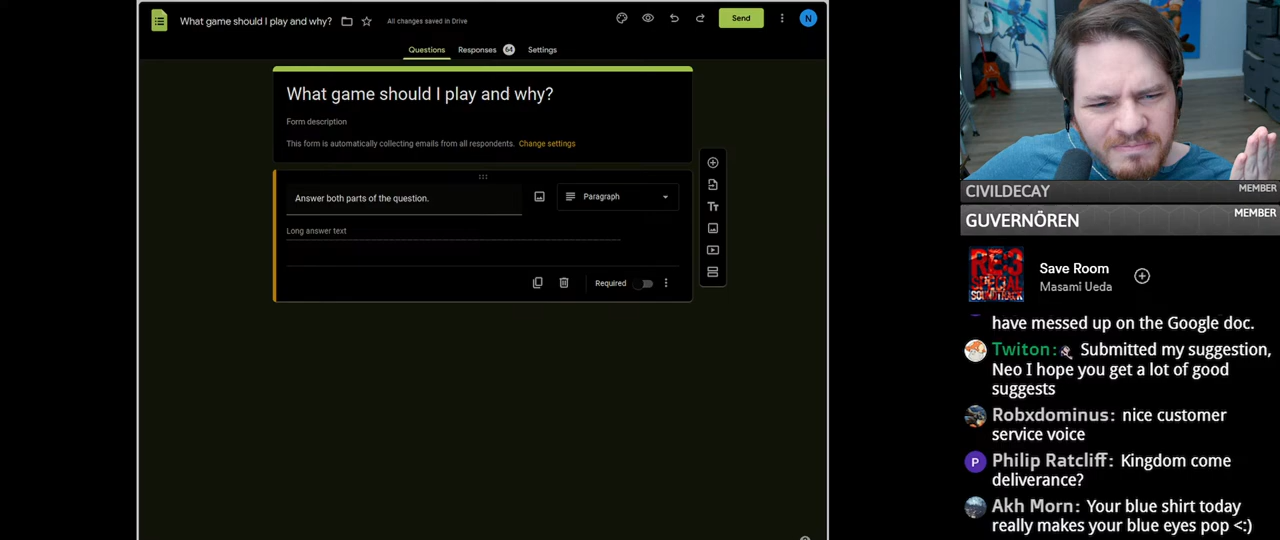 What game should I play and why?
All changes saved in Drive
Send
N
Questions
Responses 64
Settings
What game should I play and why?
Form description
This form is automatically collecting emails from all respondents. Change settings
Answer both parts of the question.
Paragraph
Long answer text
Required
Tт
CIVILDECAY
MEMBER
GUVERNÖREN
MEMBER
RE:3
SPECIAL
SOUNDTRACK
Save Room
Masami Ueda
have messed up on the Google doc.
Twiton: Submitted my suggestion,
Neo I hope you get a lot of good
suggests
Robxdominus: nice customer
service voice
P Philip Ratcliff: Kingdom come
deliverance?
Akh Morn: Your blue shirt today
really makes your blue eyes pop <:)